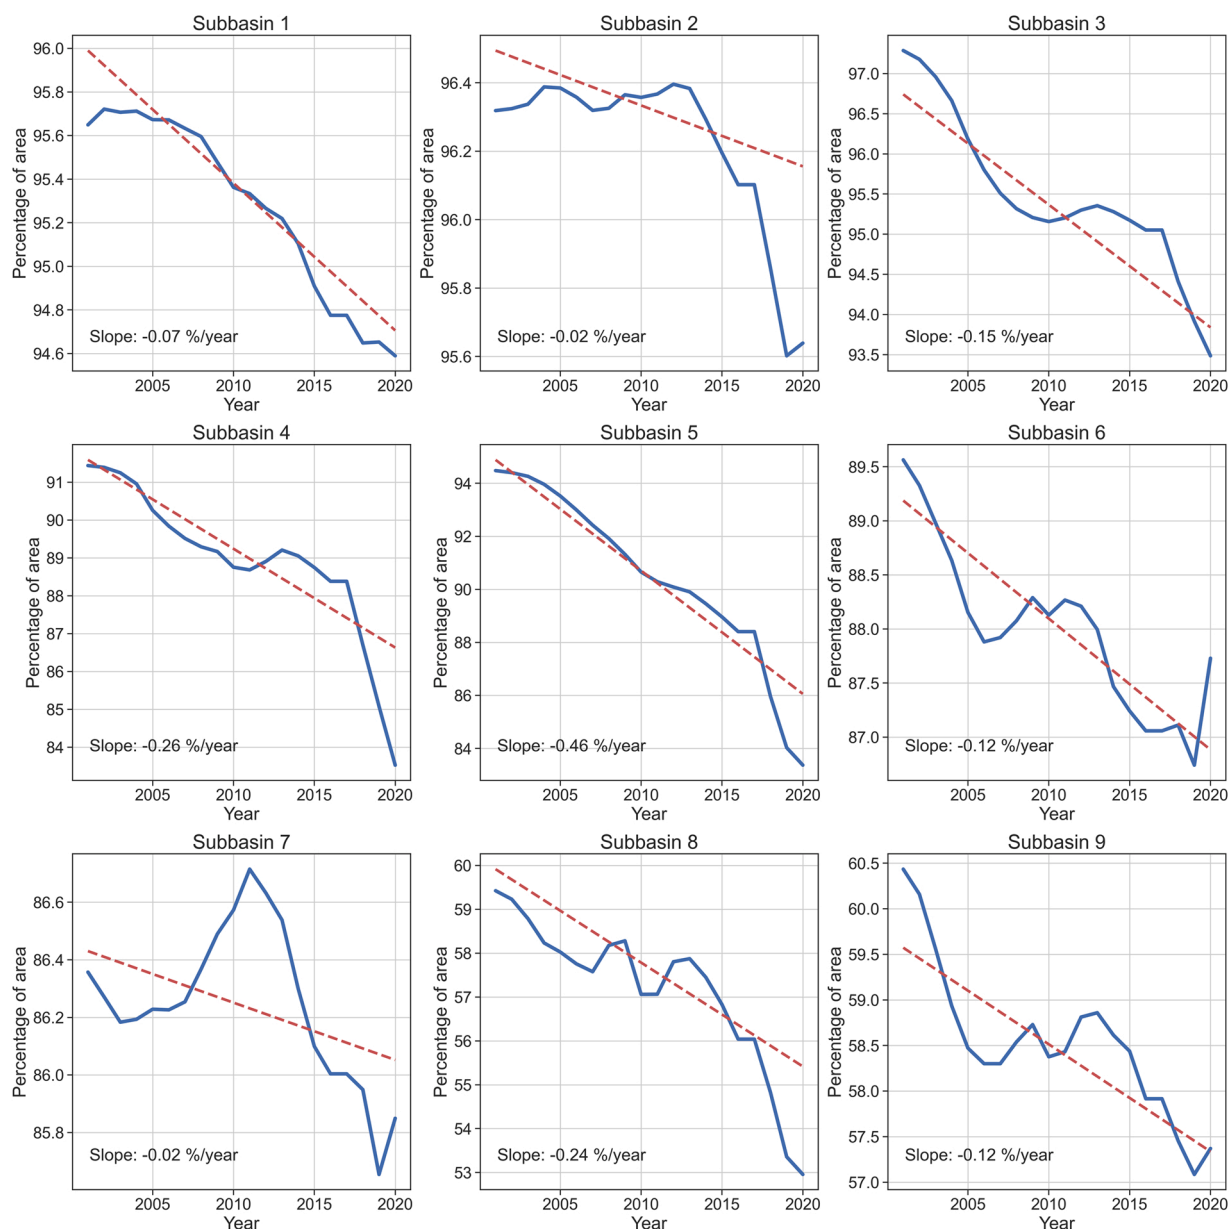 Subbasin 1
Percentage of area
96.0
95.8
95.6
95.4
95.2
95.0
94.8
94.6
Slope: -0.07 %/year
2005 2010 2015 2020
Year
Subbasin 2
Percentage of area
96.4
96.2
96.0
95.8
95.6
Slope: -0.02 %/year
2005 2010 2015 2020
Year
Subbasin 3
Percentage of area
97.0
96.5
96.0
95.5
95.0
94.5
94.0
93.5
Slope: -0.15 %/year
2005 2010 2015 2020
Year
Subbasin 4
Percentage of area
91
90
89
88
87
86
85
84
Slope: -0.26 %/year
2005 2010 2015 2020
Year
Subbasin 5
Percentage of area
94
92
90
88
86
84
Slope: -0.46 %/year
2005 2010 2015 2020
Year
Subbasin 6
Percentage of area
89.5
89.0
88.5
88.0
87.5
87.0
Slope: -0.12 %/year
2005 2010 2015 2020
Year
Subbasin 7
Percentage of area
86.6
86.4
86.2
86.0
85.8
Slope: -0.02 %/year
2005 2010 2015 2020
Year
Subbasin 8
Percentage of area
60
59
58
57
56
55
54
53
Slope: -0.24 %/year
2005 2010 2015 2020
Year
Subbasin 9
Percentage of area
60.5
60.0
59.5
59.0
58.5
58.0
57.5
57.0
Slope: -0.12 %/year
2005 2010 2015 2020
Year